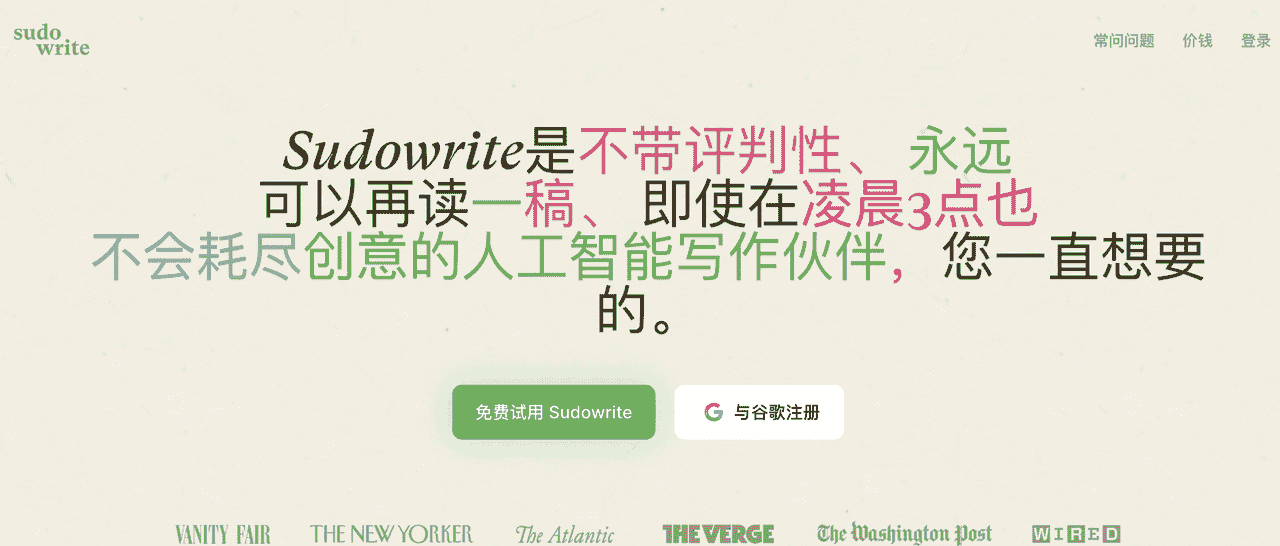 sudo
write
常问问题 价钱 登录
Sudowrite是不带评判性、永远
可以再读一稿、即使在凌晨3点也
不会耗尽创意的人工智能写作伙伴，您一直想要
的。
免费试用 Sudowrite
与谷歌注册
VANITY FAIR THE NEW YORKER The Atlantic THE VERGE The Washington Post WIRED